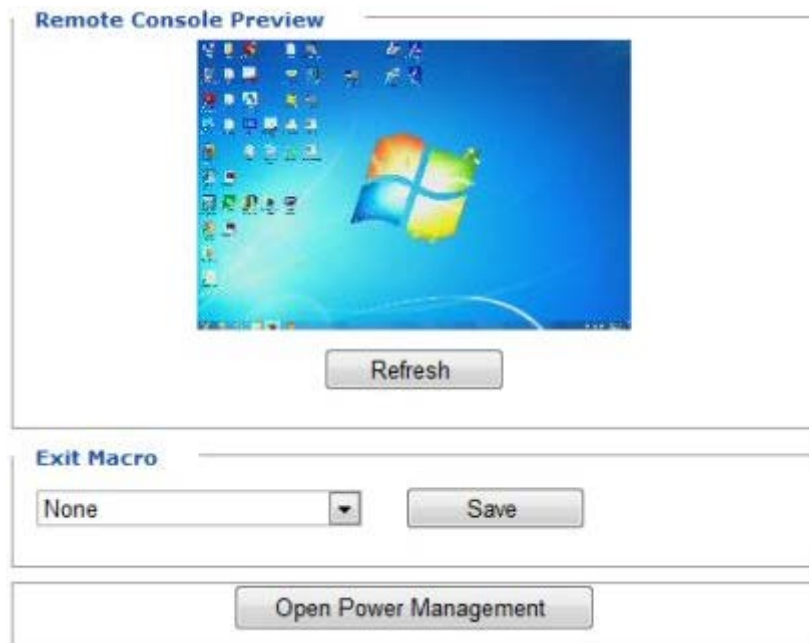 Remote Console Preview
Refresh
Exit Macro
None
Save
Open Power Management